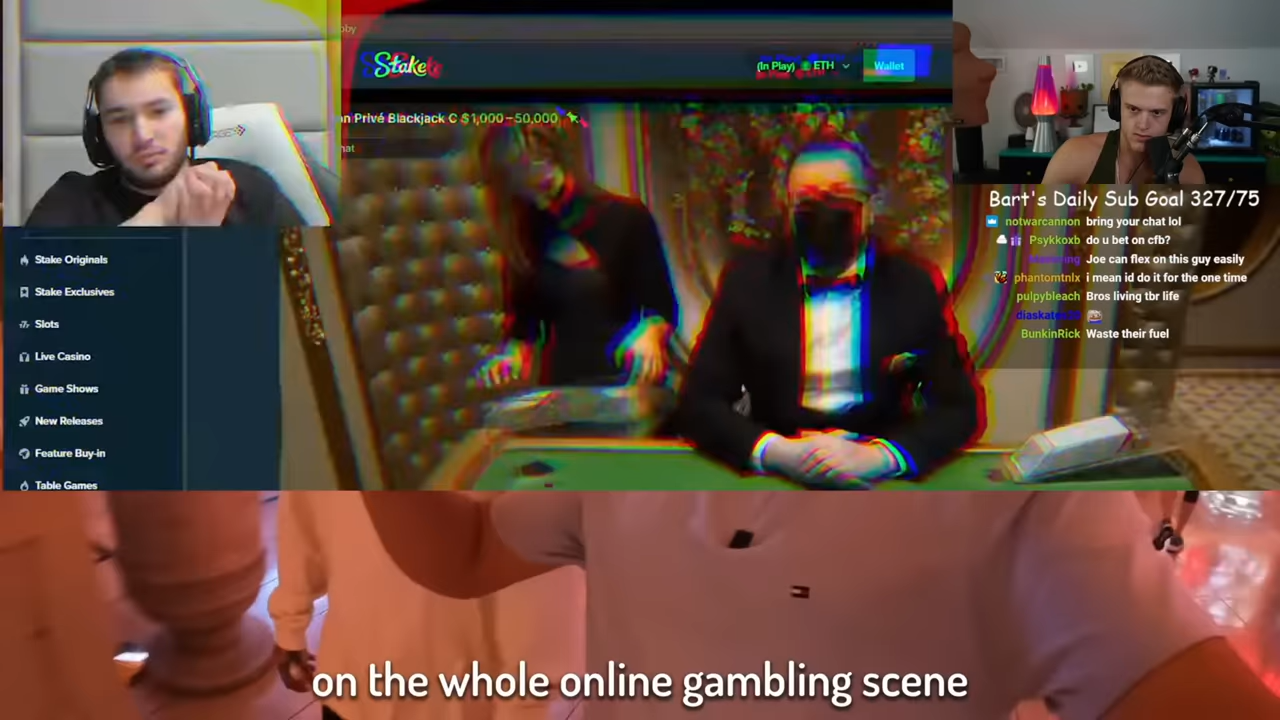 Stake
(In Play) ETH
Wallet
Privé Blackjack C $1,000–50,000
Stake Originals
Stake Exclusives
Slots
Live Casino
Game Shows
New Releases
Feature Buy-in
Table Games
Bart's Daily Sub Goal 327/75
notwarcannon bring your chat lol
Psykkoxb do u bet on cfb?
Joe can flex on this guy easily
phantomtnlx i mean id do it for the one time
pulpybleach Bros living tbr life
BunkinRick Waste their fuel
on the whole online gambling scene